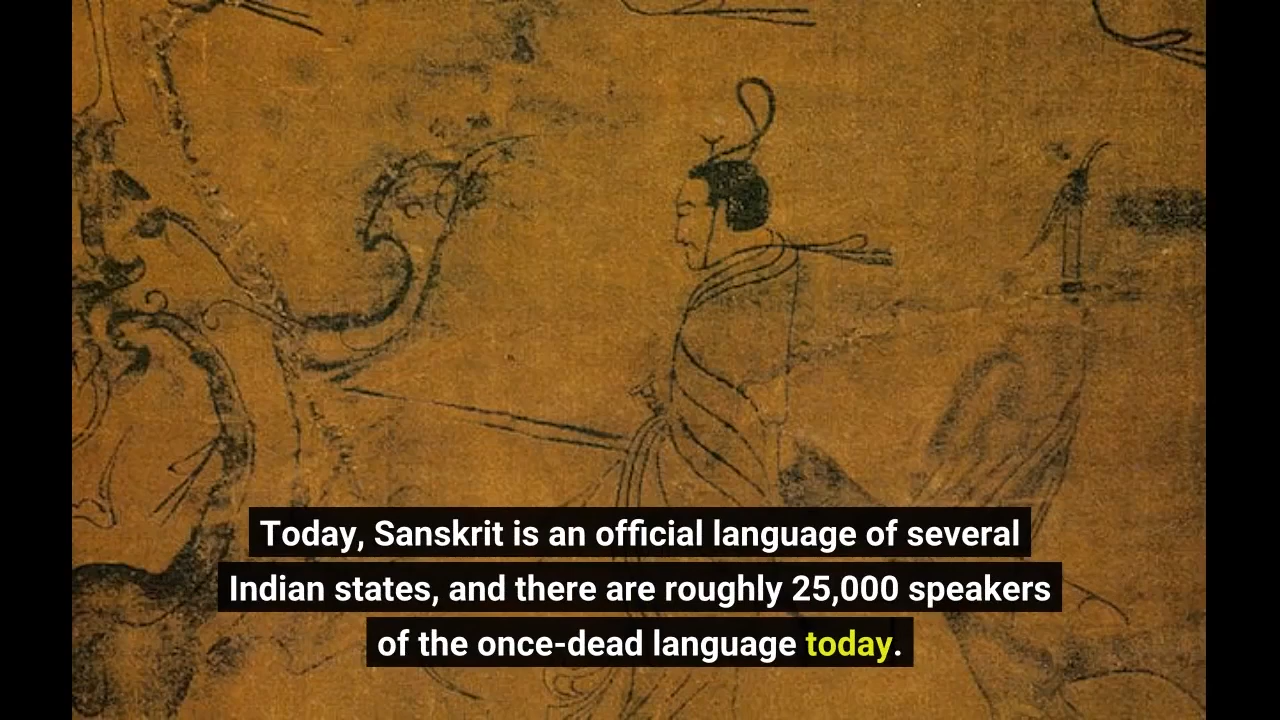 Today, Sanskrit is an official language of several
Indian states, and there are roughly 25,000 speakers
of the once-dead language today.